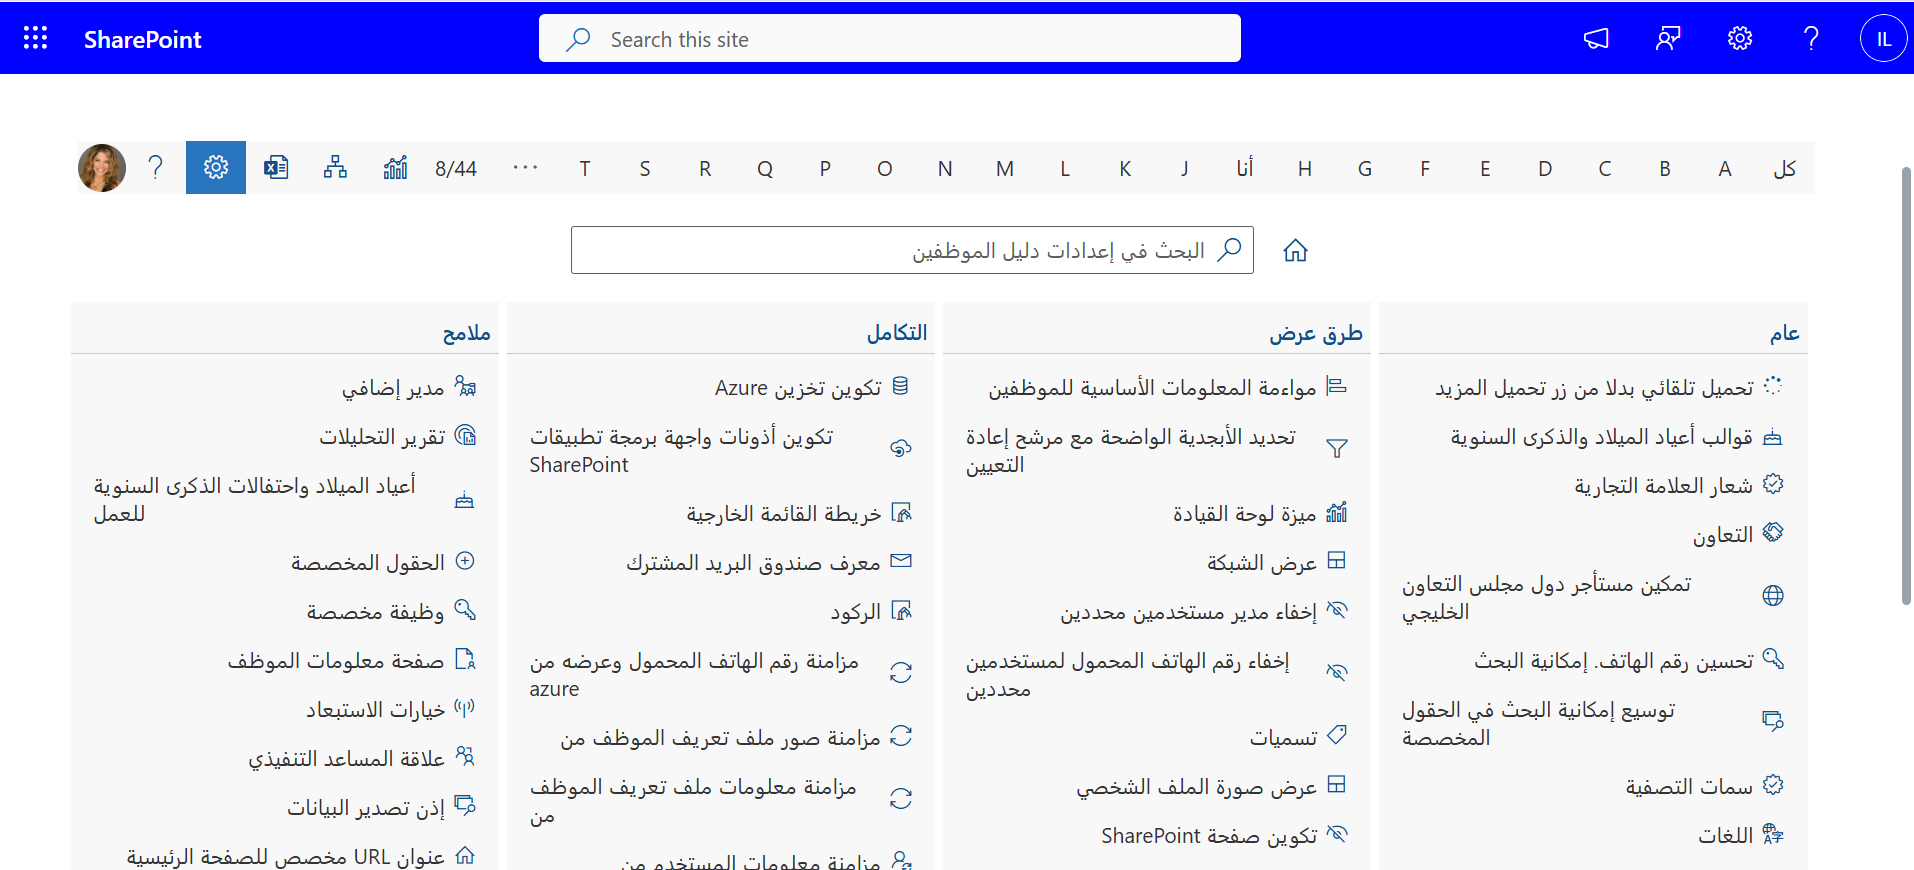 SharePoint
Search this site
IL
كل A B C D E F G H أنا J K L M N O P Q R S T ··· 8/44
البحث في إعدادات دليل الموظفين
عام
تحميل تلقائي بدلا من زر تحميل المزيد
قوالب أعياد الميلاد والذكرى السنوية
شعار العلامة التجارية
التعاون
تمكين مستأجر دول مجلس التعاون
الخليجي
تحسين رقم الهاتف. إمكانية البحث
توسيع إمكانية البحث في الحقول
المخصصة
سمات التصفية
اللغات
طرق عرض
مواءمة المعلومات الأساسية للموظفين
تحديد الأبجدية الواضحة مع مرشح إعادة
التعيين
ميزة لوحة القيادة
عرض الشبكة
إخفاء مدير مستخدمين محددين
إخفاء رقم الهاتف المحمول لمستخدمين
محددين
تسميات
عرض صورة الملف الشخصي
تكوين صفحة SharePoint
التكامل
تكوين تخزين Azure
تكوين أذونات واجهة برمجة تطبيقات
SharePoint
خريطة القائمة الخارجية
معرف صندوق البريد المشترك
الركود
مزامنة رقم الهاتف المحمول وعرضه من
azure
مزامنة صور ملف تعريف الموظف من
مزامنة معلومات ملف تعريف الموظف
من
مزامنة معلومات المستخدم من
ملامح
مدير إضافي
تقرير التحليلات
أعياد الميلاد واحتفالات الذكرى السنوية
للعمل
الحقول المخصصة
وظيفة مخصصة
صفحة معلومات الموظف
خيارات الاستبعاد
علاقة المساعد التنفيذي
إذن تصدير البيانات
عنوان URL مخصص للصفحة الرئيسية